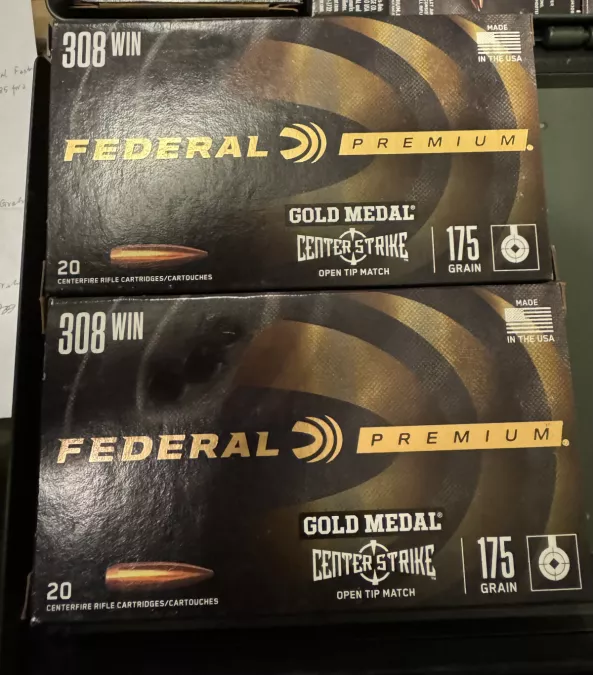 308 WIN
MADE
IN THE USA
FEDERAL PREMIUM
GOLD MEDAL®
CENTER STRIKE
OPEN TIP MATCH
175
GRAIN
20
CENTERFIRE RIFLE CARTRIDGES/CARTOUCHES
308 WIN
MADE
IN THE USA
FEDERAL PREMIUM
GOLD MEDAL®
CENTER STRIKE
OPEN TIP MATCH
175
GRAIN
20
CENTERFIRE RIFLE CARTRIDGES/CARTOUCHES